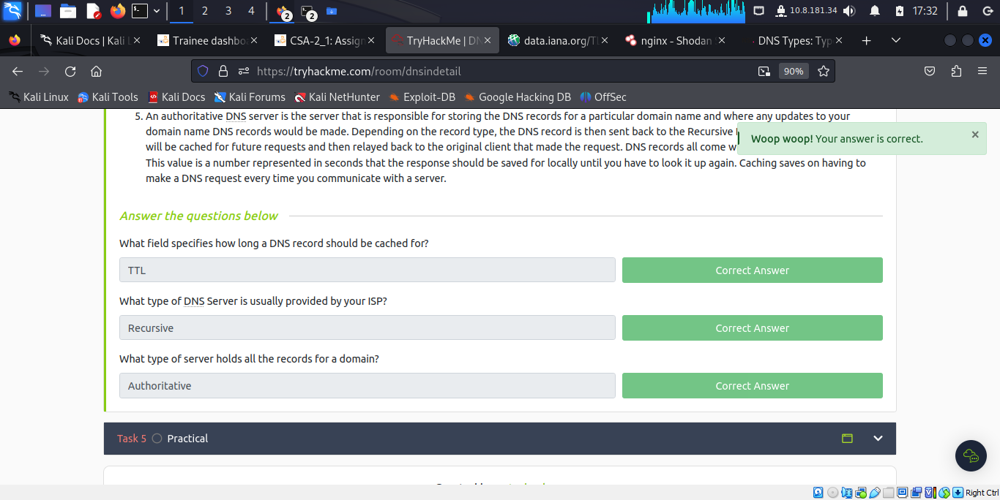 1 2 3 4 2 2 10.8.181.34 17:32
Kali Docs | Kali L Trainee dashbo CSA-2_1: Assign TryHackMe | DN data.iana.org/TL nginx - Shodan DNS Types: Typ
https://tryhackme.com/room/dnsindetail 90%
Kali Linux Kali Tools Kali Docs Kali Forums Kali NetHunter Exploit-DB Google Hacking DB OffSec
5. An authoritative DNS server is the server that is responsible for storing the DNS records for a particular domain name and where any updates to your
domain name DNS records would be made. Depending on the record type, the DNS record is then sent back to the Recursive
will be cached for future requests and then relayed back to the original client that made the request. DNS records all come w
This value is a number represented in seconds that the response should be saved for locally until you have to look it up again. Caching saves on having to
make a DNS request every time you communicate with a server.
Woop woop! Your answer is correct.
Answer the questions below
What field specifies how long a DNS record should be cached for?
TTL Correct Answer
What type of DNS Server is usually provided by your ISP?
Recursive Correct Answer
What type of server holds all the records for a domain?
Authoritative Correct Answer
Task 5 Practical
Right Ctrl